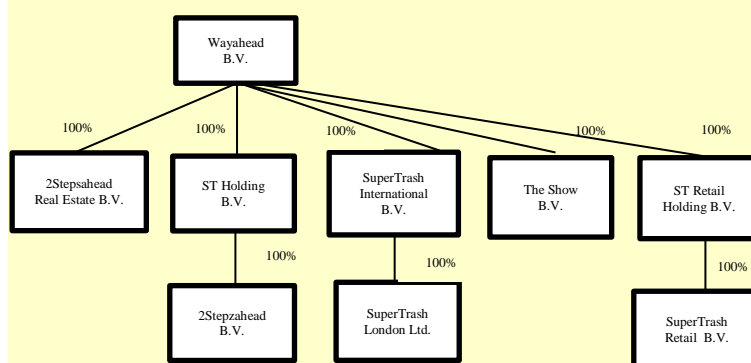 Wayahead
B.V.
100%
100%
100%
100%
100%
2Stepsahead
Real Estate B.V.
ST Holding
B.V.
SuperTrash
International
B.V.
The Show
B.V.
ST Retail
Holding B.V.
100%
100%
100%
2Stepzahead
B.V.
SuperTrash
London Ltd.
SuperTrash
Retail B.V.